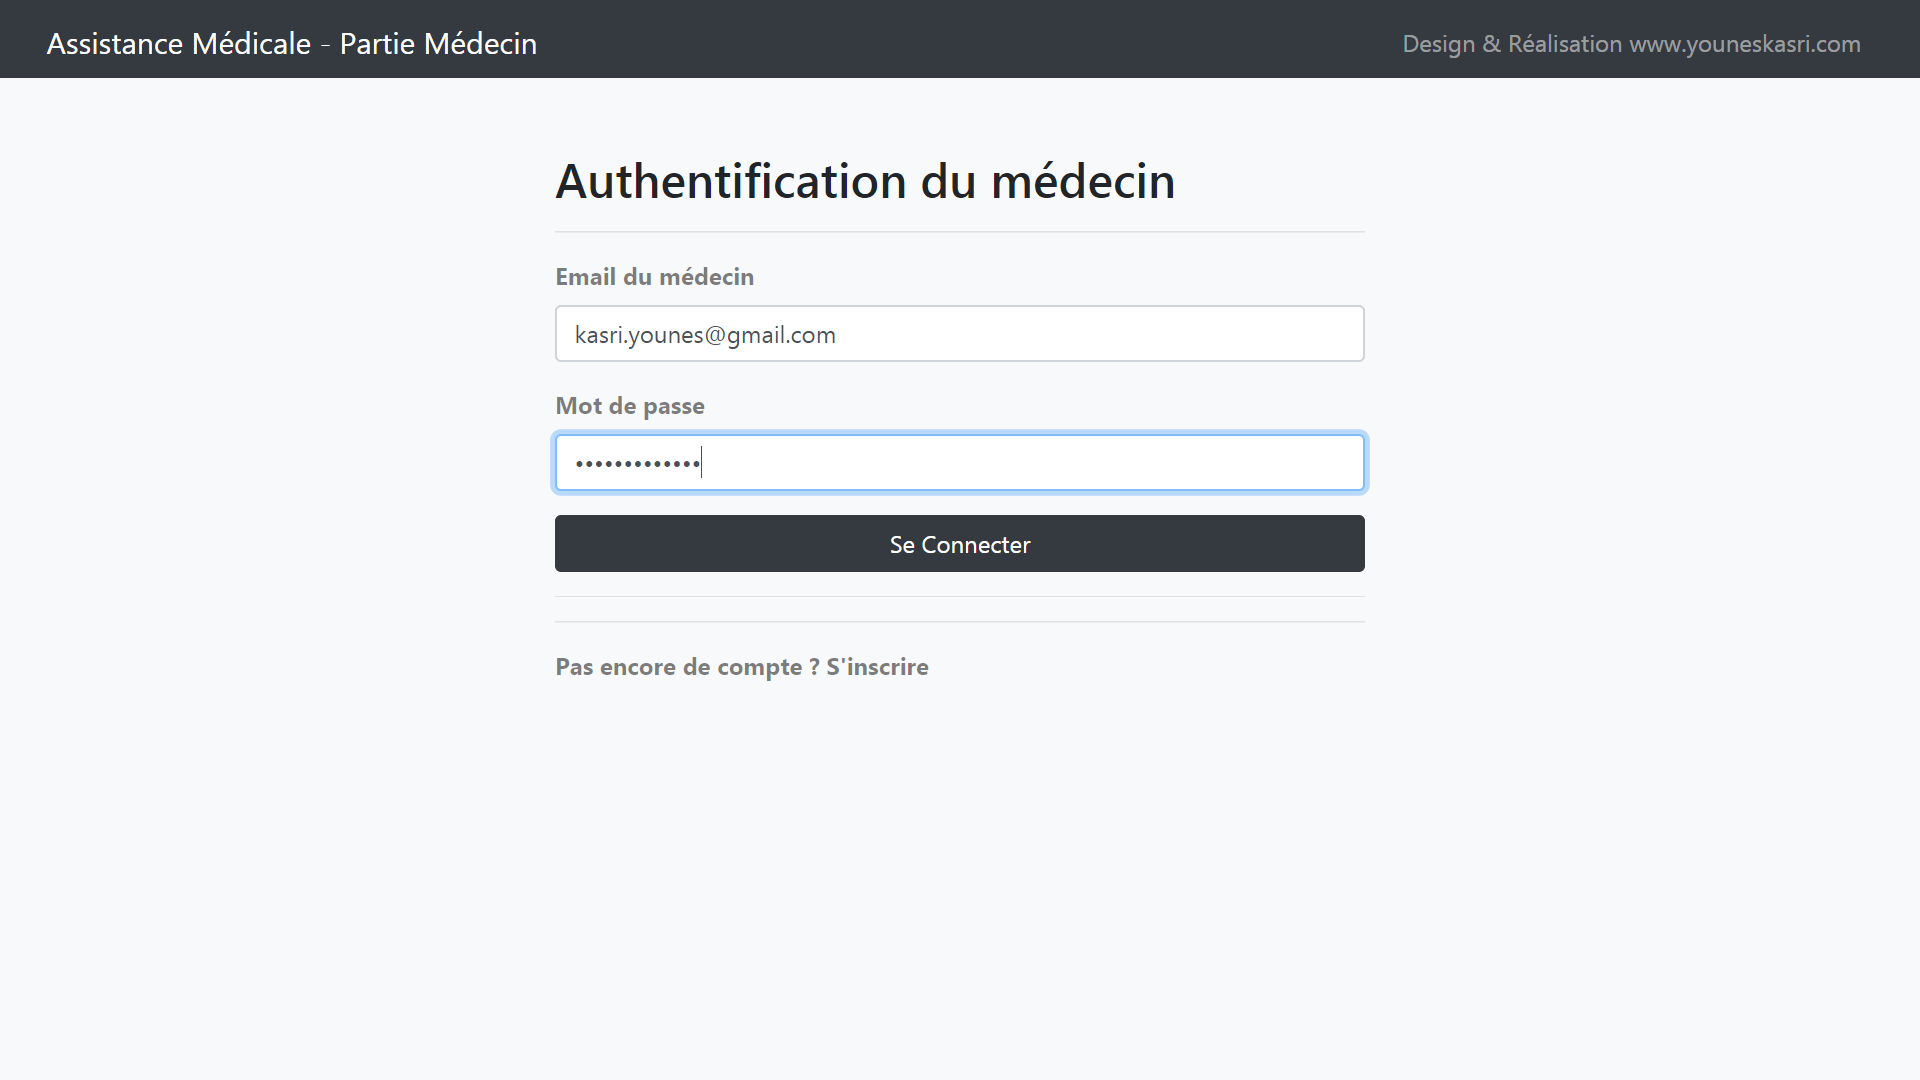 Assistance Médicale - Partie Médecin
Design & Réalisation www.youneskasri.com
Authentification du médecin
Email du médecin
kasri.younes@gmail.com
Mot de passe
•••••••••••••
Se Connecter
Pas encore de compte ? S'inscrire